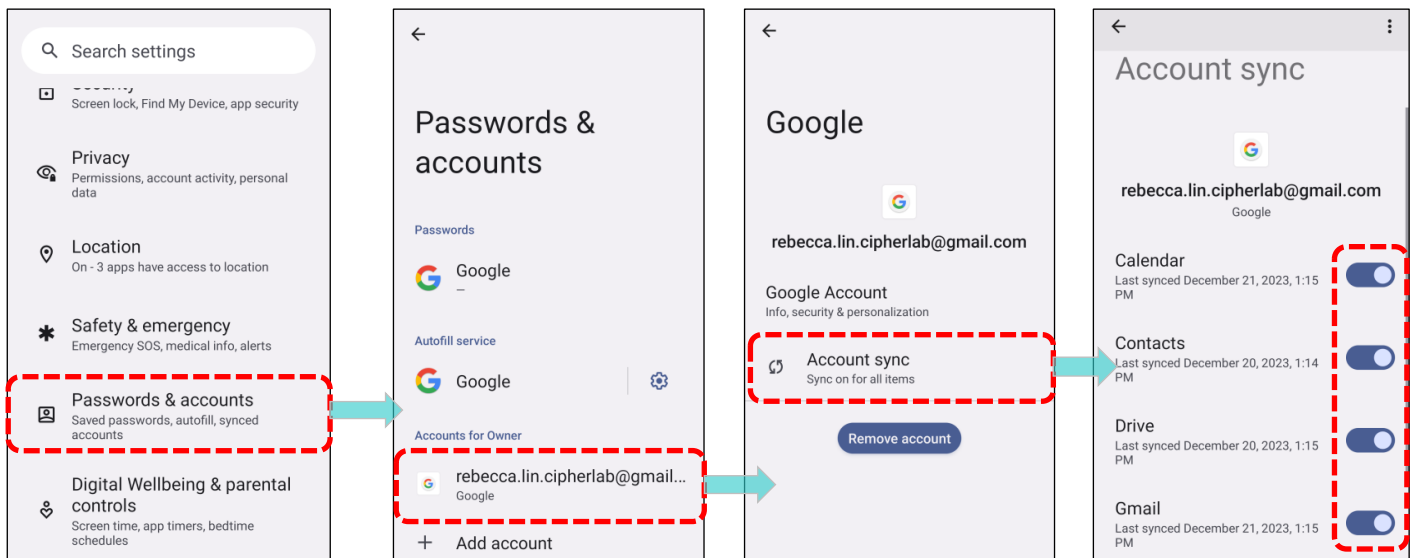 Search settings
Security
Screen lock, Find My Device, app security
Privacy
Permissions, account activity, personal
data
Location
On - 3 apps have access to location
Safety & emergency
Emergency SOS, medical info, alerts
Passwords & accounts
Saved passwords, autofill, synced
accounts
Digital Wellbeing & parental
controls
Screen time, app timers, bedtime
schedules
Passwords &
accounts
Passwords
Google
–
Autofill service
Google
Accounts for Owner
rebecca.lin.cipherlab@gmail...
Google
+ Add account
Google
rebecca.lin.cipherlab@gmail.com
Google Account
Info, security & personalization
Account sync
Sync on for all items
Remove account
Account sync
rebecca.lin.cipherlab@gmail.com
Google
Calendar
Last synced December 21, 2023, 1:15
PM
Contacts
Last synced December 20, 2023, 1:14
PM
Drive
Last synced December 20, 2023, 1:15
PM
Gmail
Last synced December 21, 2023, 1:15
PM